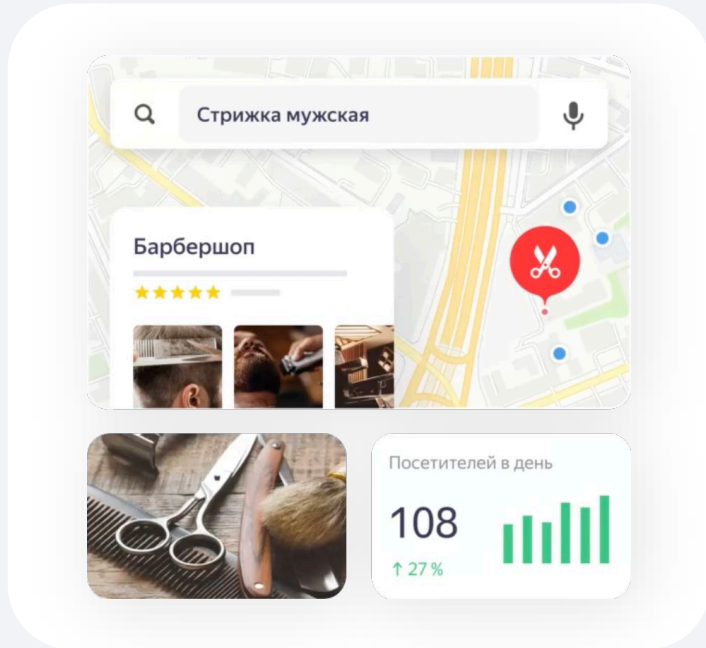 Стрижка мужская
Барбершоп
Посетителей в день
108
↑ 27 %